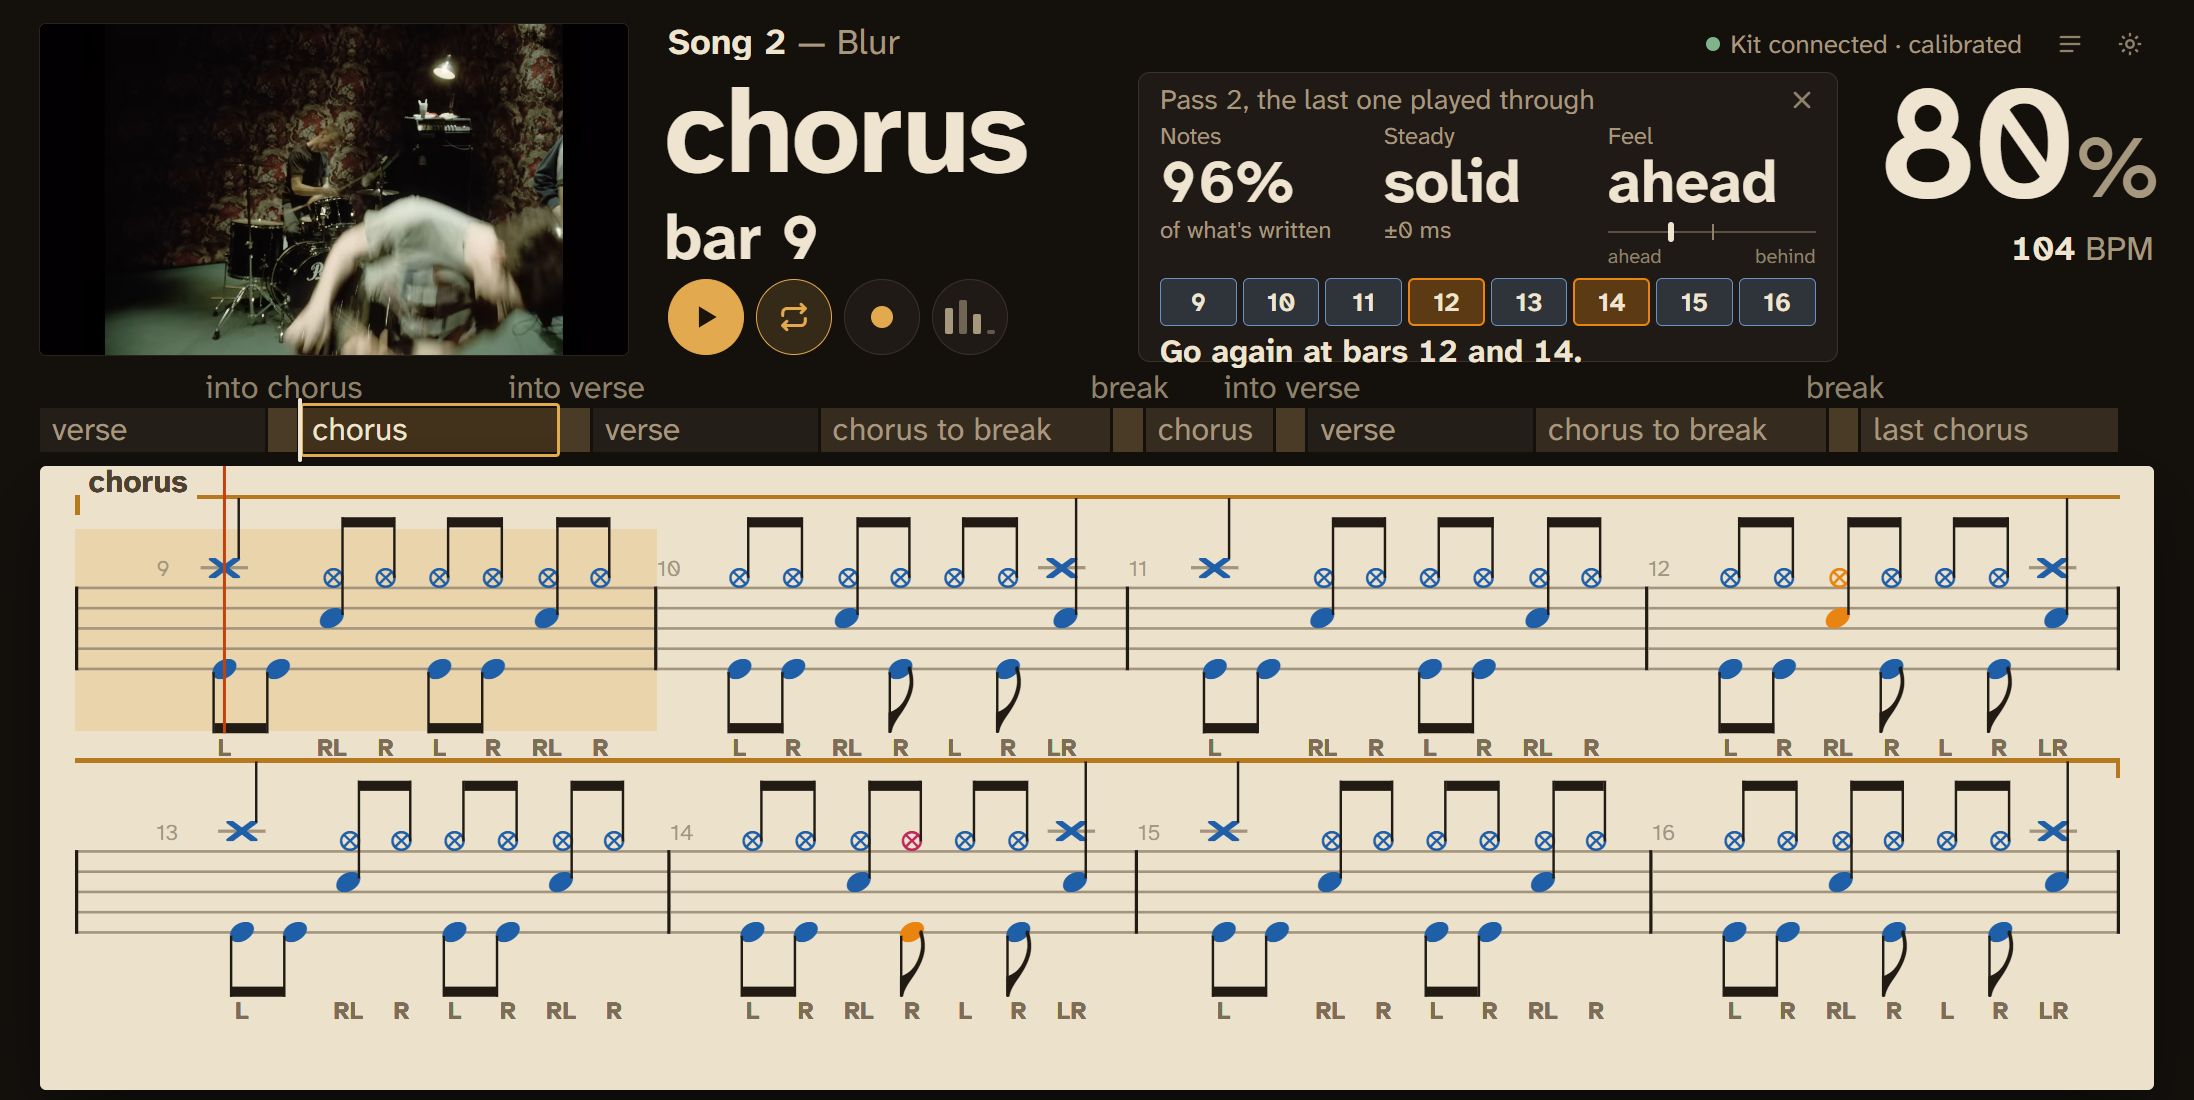 Song 2 — Blur
Kit connected · calibrated
chorus
bar 9
Pass 2, the last one played through
Notes Steady Feel
96% solid ahead
of what's written ±0 ms
ahead behind
9 10 11 12 13 14 15 16
Go again at bars 12 and 14.
80%
104 BPM
into chorus into verse break into verse break
verse chorus verse chorus to break chorus verse chorus to break last chorus
chorus
9 10 11 12
L RL R L R RL R L R RL R L R LR L RL R L R RL R L R RL R L R LR
13 14 15 16
L RL R L R RL R L R RL R L R LR L RL R L R RL R L R RL R L R LR